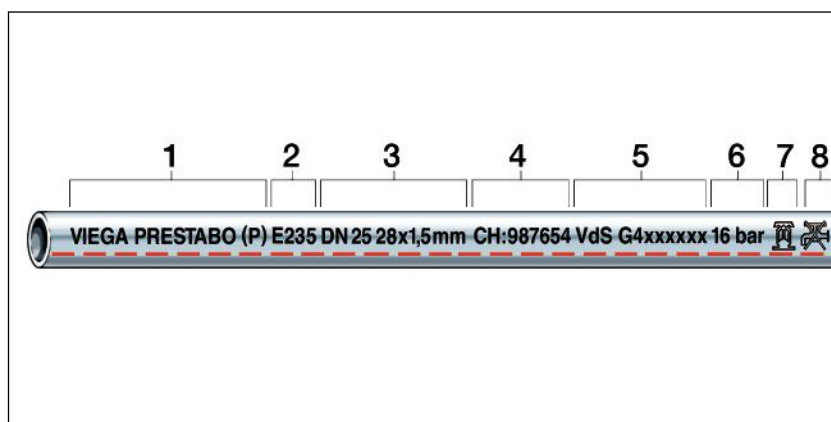 1 2 3 4 5 6 7 8
VIEGA PRESTABO (P) E235 DN 25 28x1,5mm CH:987654 VdS G4xxxxxx 16 bar